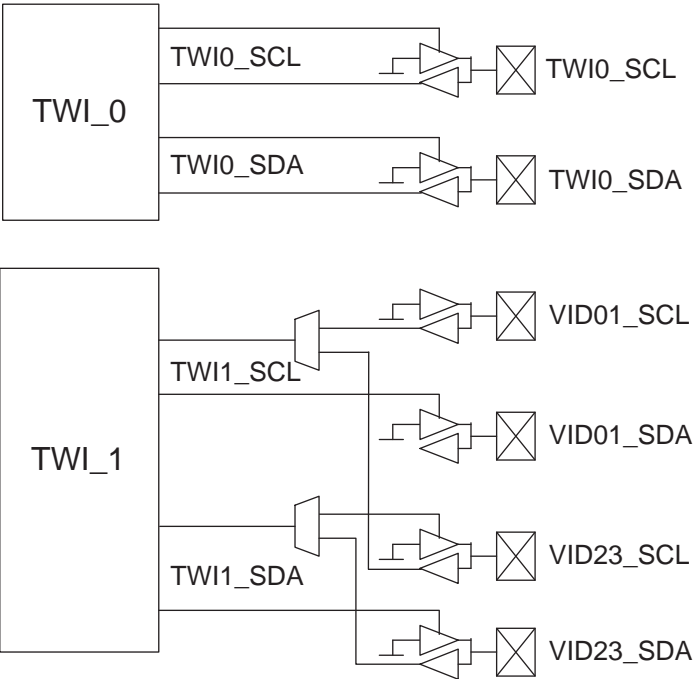 TWI_0
TWI0_SCL
TWI0_SCL
TWI0_SDA
TWI0_SDA
TWI_1
TWI1_SCL
TWI1_SDA
VID01_SCL
VID01_SDA
VID23_SCL
VID23_SDA